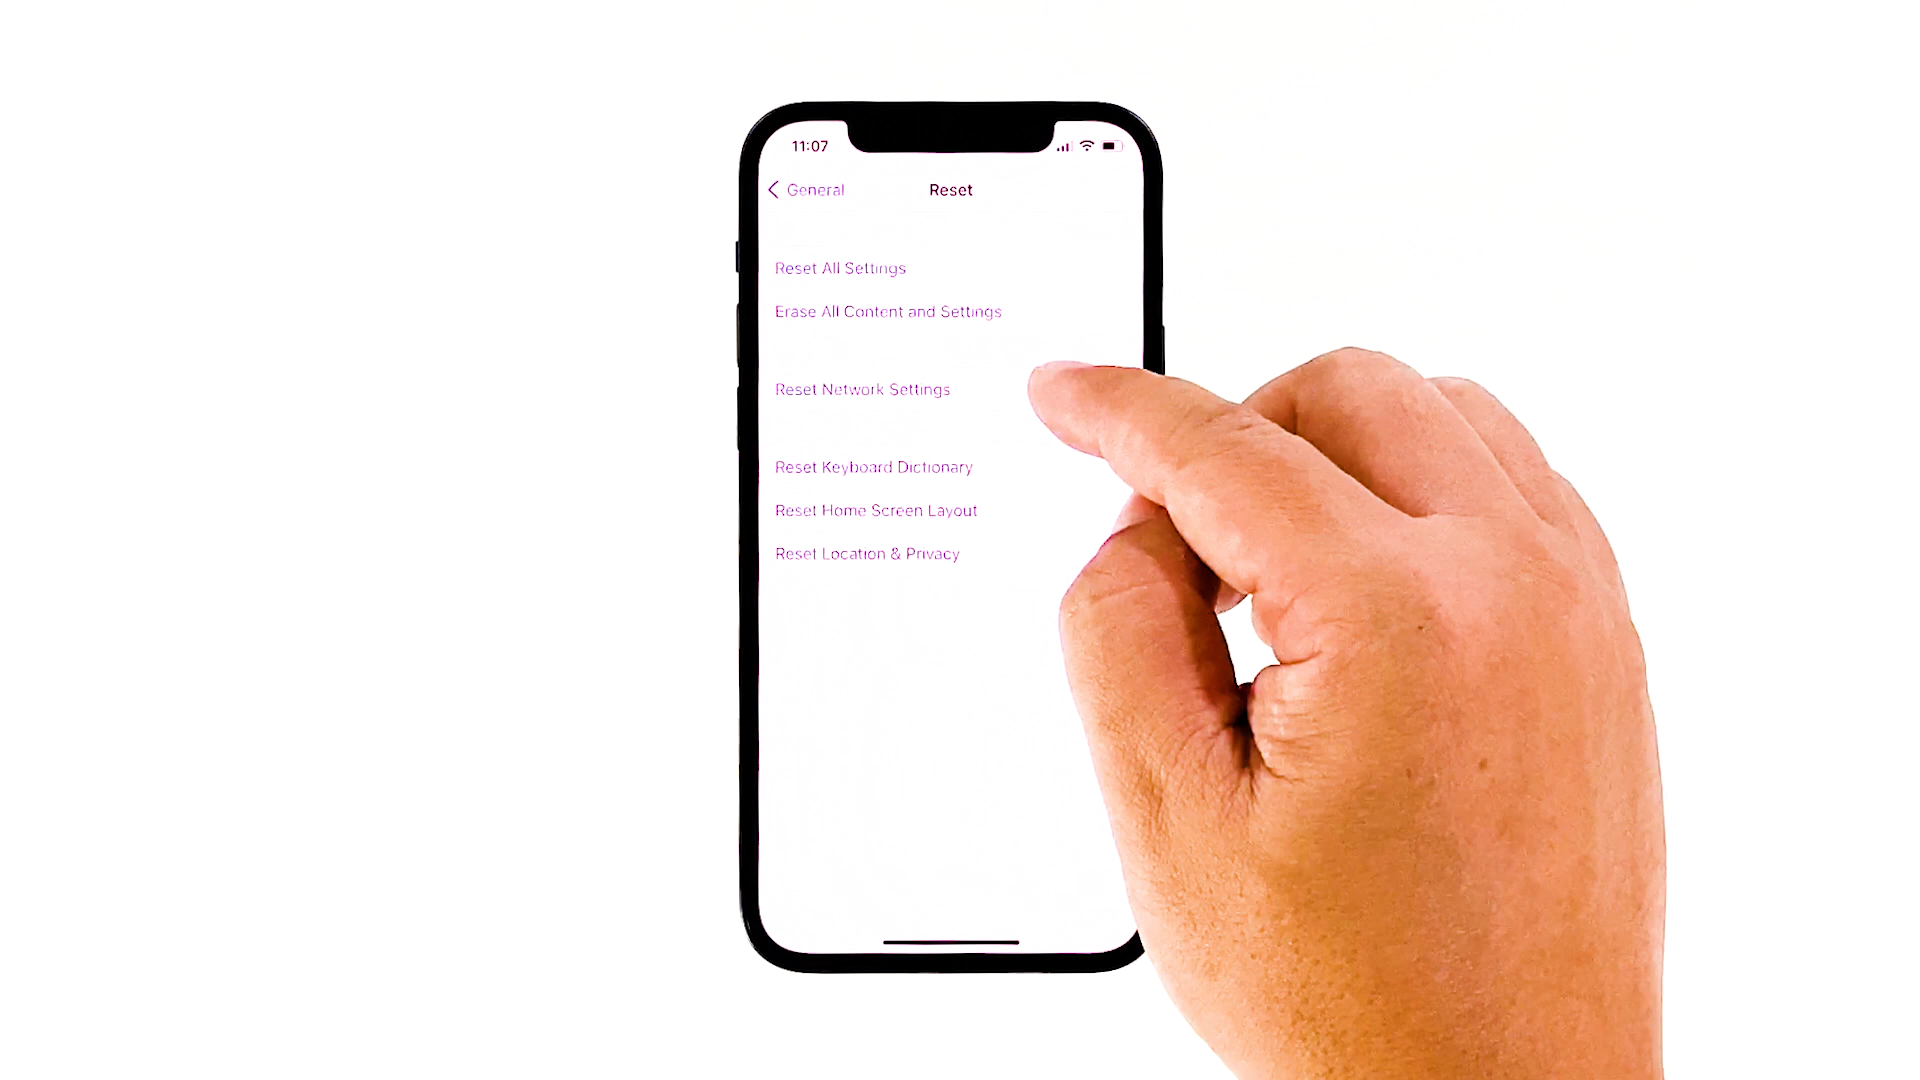 11:07
General
Reset
Reset All Settings
Erase All Content and Settings
Reset Network Settings
Reset Keyboard Dictionary
Reset Home Screen Layout
Reset Location & Privacy